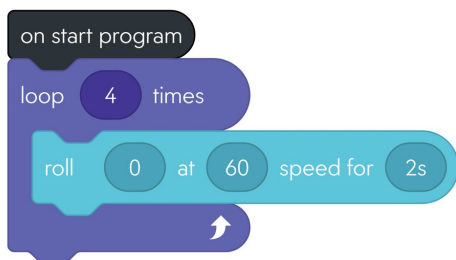 on start program
loop 4 times
roll 0 at 60 speed for 2s